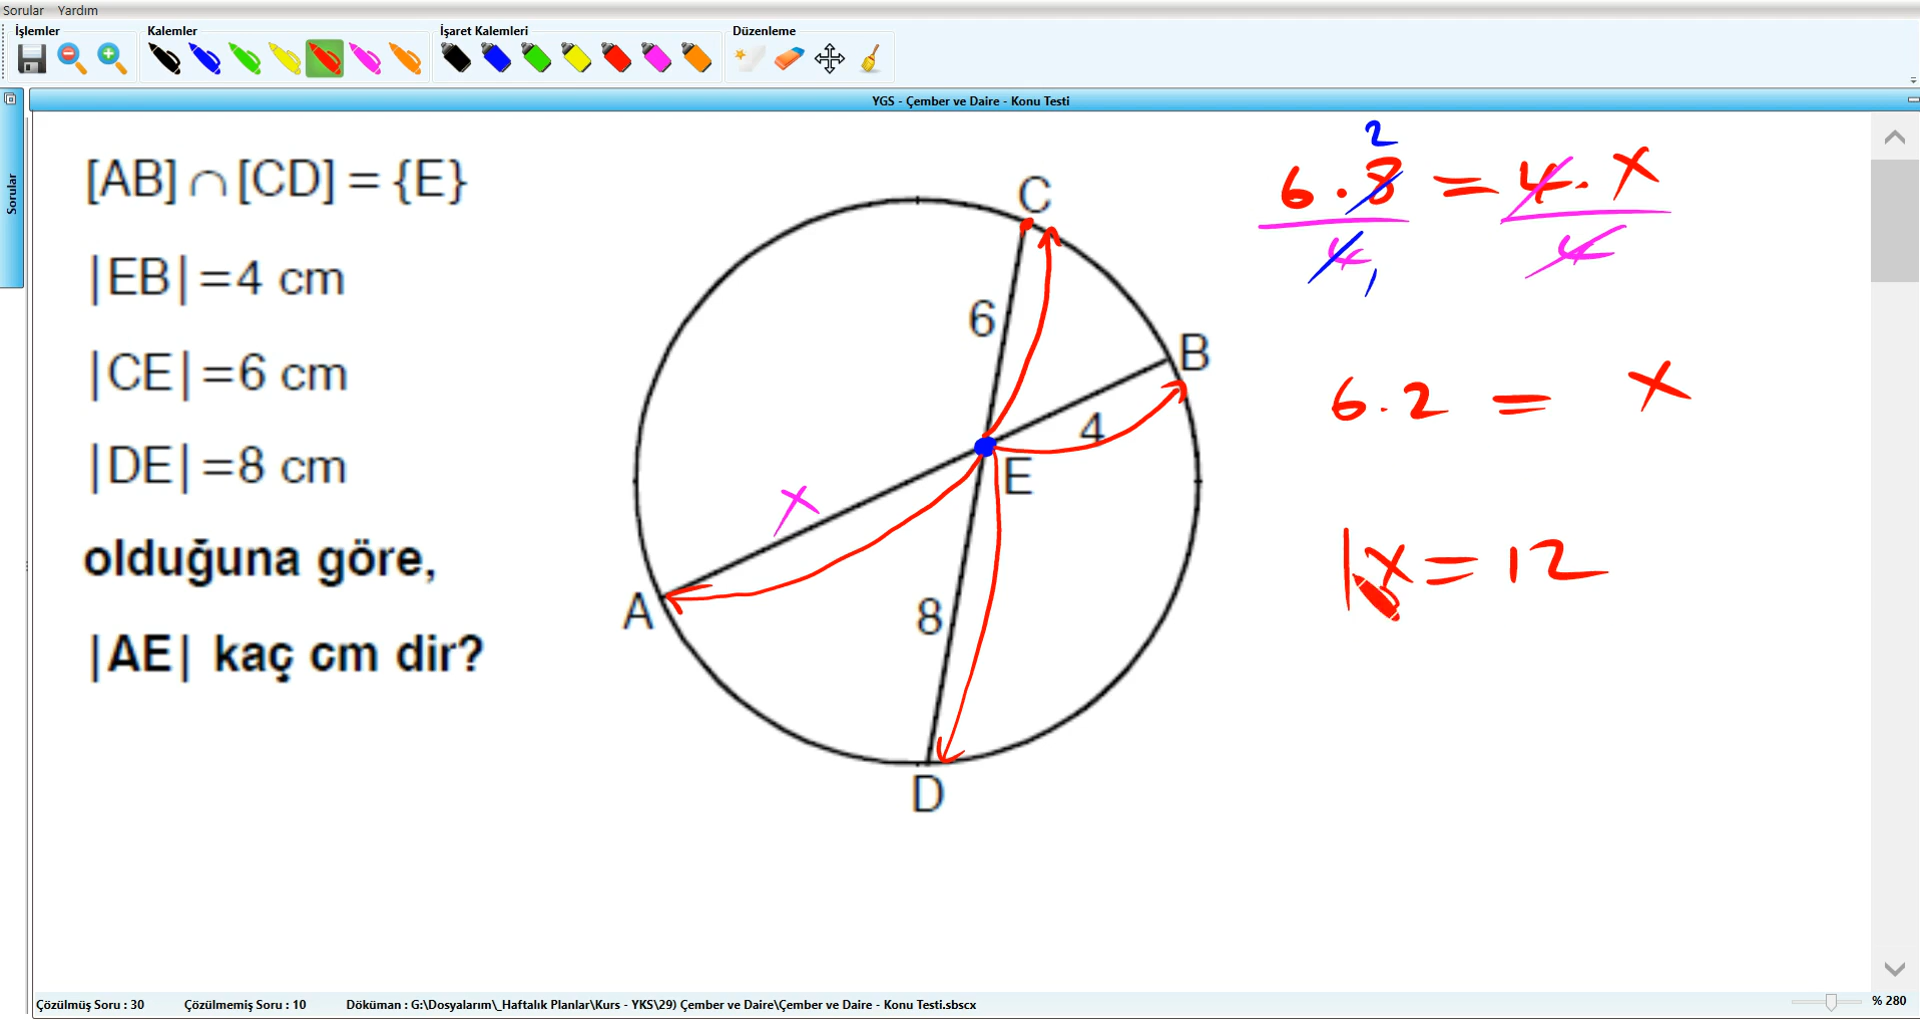 Sorular Yardım
İşlemler
Kalemler
İşaret Kalemleri
Düzenleme
Sorular
YGS - Çember ve Daire - Konu Testi
[AB] ∩ [CD] = {E}
|EB| =4 cm
|CE| =6 cm
|DE| =8 cm
olduğuna göre,
|AE| kaç cm dir?
C
6
B
4
E
x
A
8
D
2
6 . 8 = 4 . x
4 4
1
6 . 2 = x
x = 12
Çözülmüş Soru : 30 Çözülmemiş Soru : 10 Döküman : G:\Dosyalarım\_Haftalık Planlar\Kurs - YKS\29) Çember ve Daire\Çember ve Daire - Konu Testi.sbscx % 280